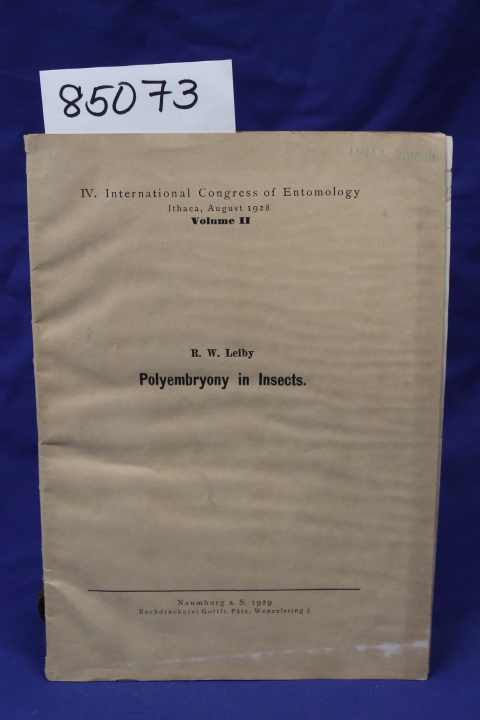 85073
IV. International Congress of Entomology
Ithaca, August 1928
Volume II
R. W. Leiby
Polyembryony in Insects.
Naumburg a. S. 1929
Buchdruckerei Gottfr. Pätz, Wenzelsring 5